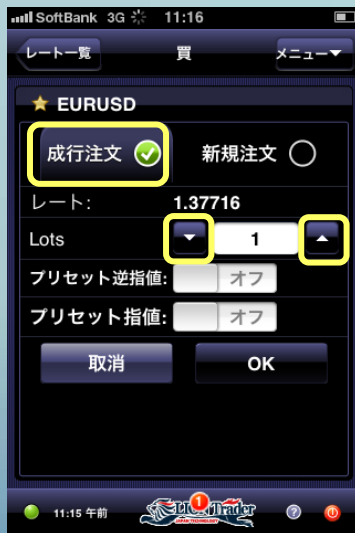 SoftBank 3G 11:16
レート一覧 買 メニュー▼
EURUSD
成行注文 新規注文
レート: 1.37716
Lots 1
プリセット逆指値: オフ
プリセット指値: オフ
取消 OK
11:15 午前 LION Trader 1 ? 
JAPAN TECHNOLOGY